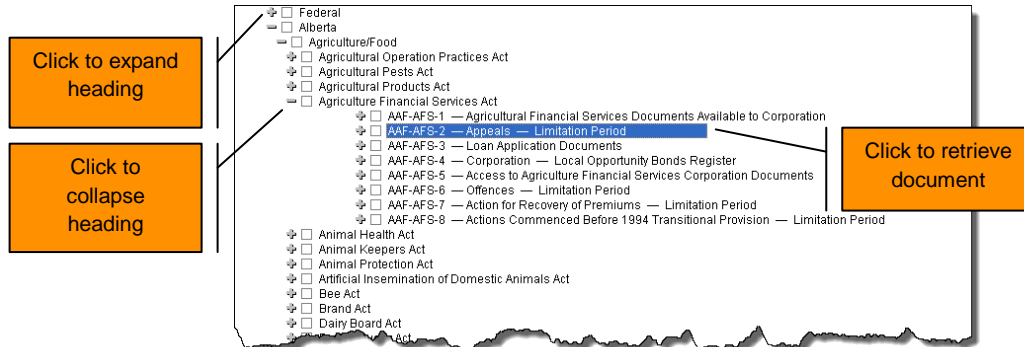 Federal
Alberta
Agriculture/Food
Agricultural Operation Practices Act
Agricultural Pests Act
Agricultural Products Act
Agriculture Financial Services Act
AAF-AFS-1 — Agricultural Financial Services Documents Available to Corporation
AAF-AFS-2 — Appeals — Limitation Period
AAF-AFS-3 — Loan Application Documents
AAF-AFS-4 — Corporation — Local Opportunity Bonds Register
AAF-AFS-5 — Access to Agriculture Financial Services Corporation Documents
AAF-AFS-6 — Offences — Limitation Period
AAF-AFS-7 — Action for Recovery of Premiums — Limitation Period
AAF-AFS-8 — Actions Commenced Before 1994 Transitional Provision — Limitation Period
Animal Health Act
Animal Keepers Act
Animal Protection Act
Artificial Insemination of Domestic Animals Act
Bee Act
Brand Act
Dairy Board Act
Act
Click to expand
heading
Click to
collapse
heading
Click to retrieve
document